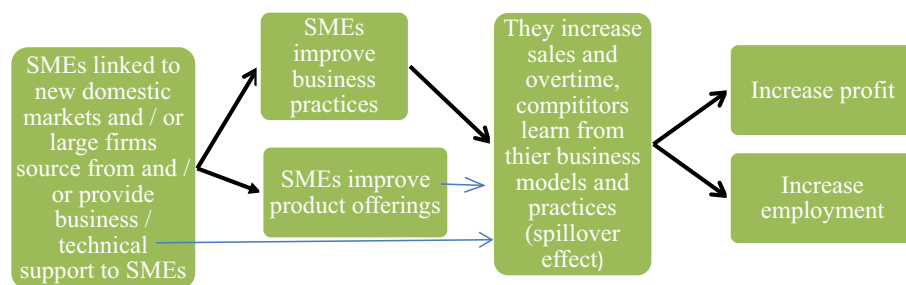 SMEs linked to
new domestic
markets and / or
large firms
source from and /
or provide
business /
technical
support to SMEs
SMEs
improve
business
practices
SMEs improve
product offerings
They increase
sales and
overtime,
compititors
learn from
thier business
models and
practices
(spillover
effect)
Increase profit
Increase
employment